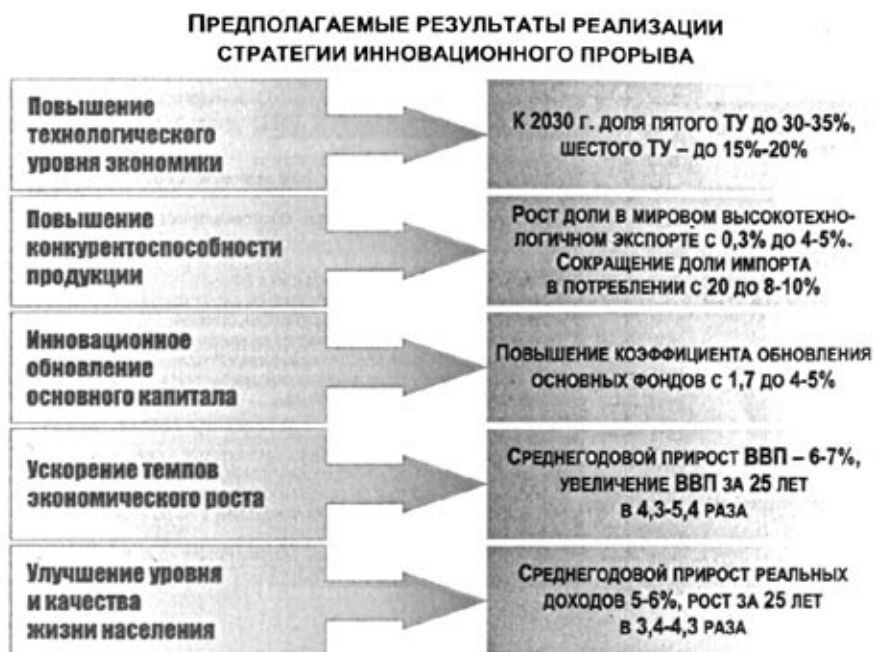 ПРЕДПОЛАГАЕМЫЕ РЕЗУЛЬТАТЫ РЕАЛИЗАЦИИ
СТРАТЕГИИ ИННОВАЦИОННОГО ПРОРЫВА
Повышение
технологического
уровня экономики
К 2030 Г. ДОЛЯ ПЯТОГО ТУ ДО 30-35%,
ШЕСТОГО ТУ – ДО 15%-20%
Повышение
конкурентоспособности
продукции
РОСТ ДОЛИ В МИРОВОМ ВЫСОКОТЕХНО-
ЛОГИЧНОМ ЭКСПОРТЕ С 0,3% ДО 4-5%.
СОКРАЩЕНИЕ ДОЛИ ИМПОРТА
В ПОТРЕБЛЕНИИ С 20 ДО 8-10%
Инновационное
обновление
основного капитала
ПОВЫШЕНИЕ КОЭФФИЦИЕНТА ОБНОВЛЕНИЯ
ОСНОВНЫХ ФОНДОВ С 1,7 ДО 4-5%
Ускорение темпов
экономического роста
СРЕДНЕГОДОВОЙ ПРИРОСТ ВВП – 6-7%,
УВЕЛИЧЕНИЕ ВВП ЗА 25 ЛЕТ
В 4,3-5,4 РАЗА
Улучшение уровня
и качества
жизни населения
СРЕДНЕГОДОВОЙ ПРИРОСТ РЕАЛЬНЫХ
ДОХОДОВ 5-6%, РОСТ ЗА 25 ЛЕТ
В 3,4-4,3 РАЗА